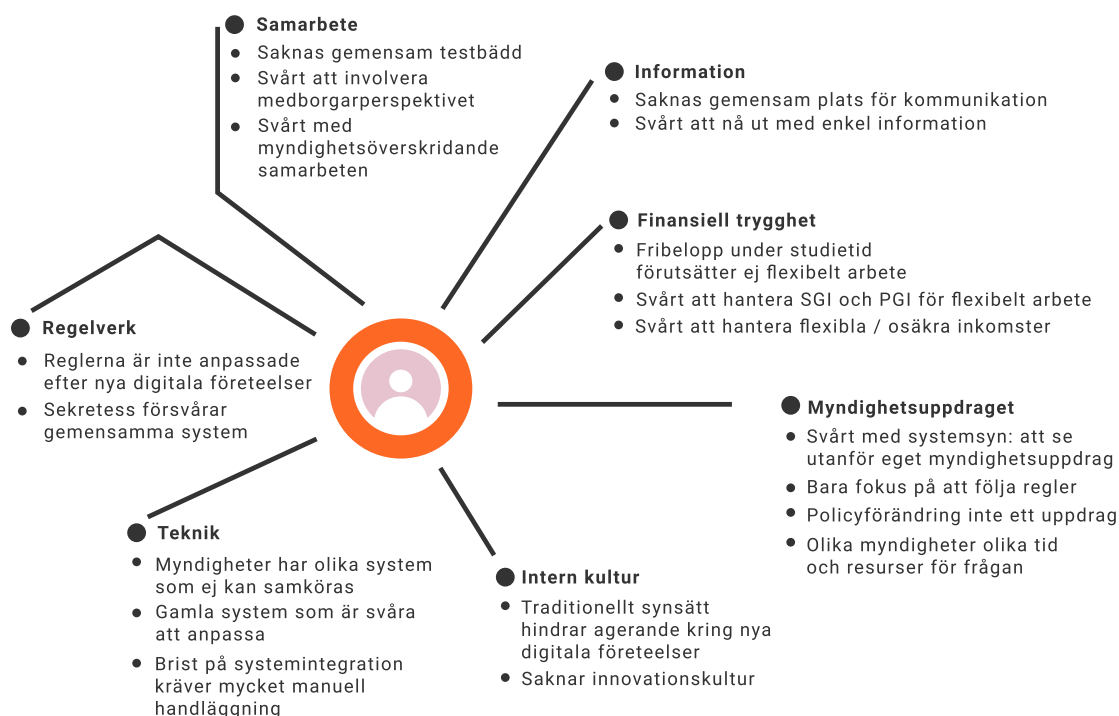 Samarbete
Saknas gemensam testbädd
Svårt att involvera
medborgarperspektivet
Svårt med
myndighetsöverskridande
samarbeten
Information
Saknas gemensam plats för kommunikation
Svårt att nå ut med enkel information
Finansiell trygghet
Fribelopp under studietid
förutsätter ej flexibelt arbete
Svårt att hantera SGI och PGI för flexibelt arbete
Svårt att hantera flexibla / osäkra inkomster
Regelverk
Reglerna är inte anpassade
efter nya digitala företeelser
Sekretess försvårar
gemensamma system
Myndighetsuppdraget
Svårt med systemsyn: att se
utanför eget myndighetsuppdrag
Bara fokus på att följa regler
Policyförändring inte ett uppdrag
Olika myndigheter olika tid
och resurser för frågan
Teknik
Myndigheter har olika system
som ej kan samköras
Gamla system som är svåra
att anpassa
Brist på systemintegration
kräver mycket manuell
handläggning
Intern kultur
Traditionellt synsätt
hindrar agerande kring nya
digitala företeelser
Saknar innovationskultur